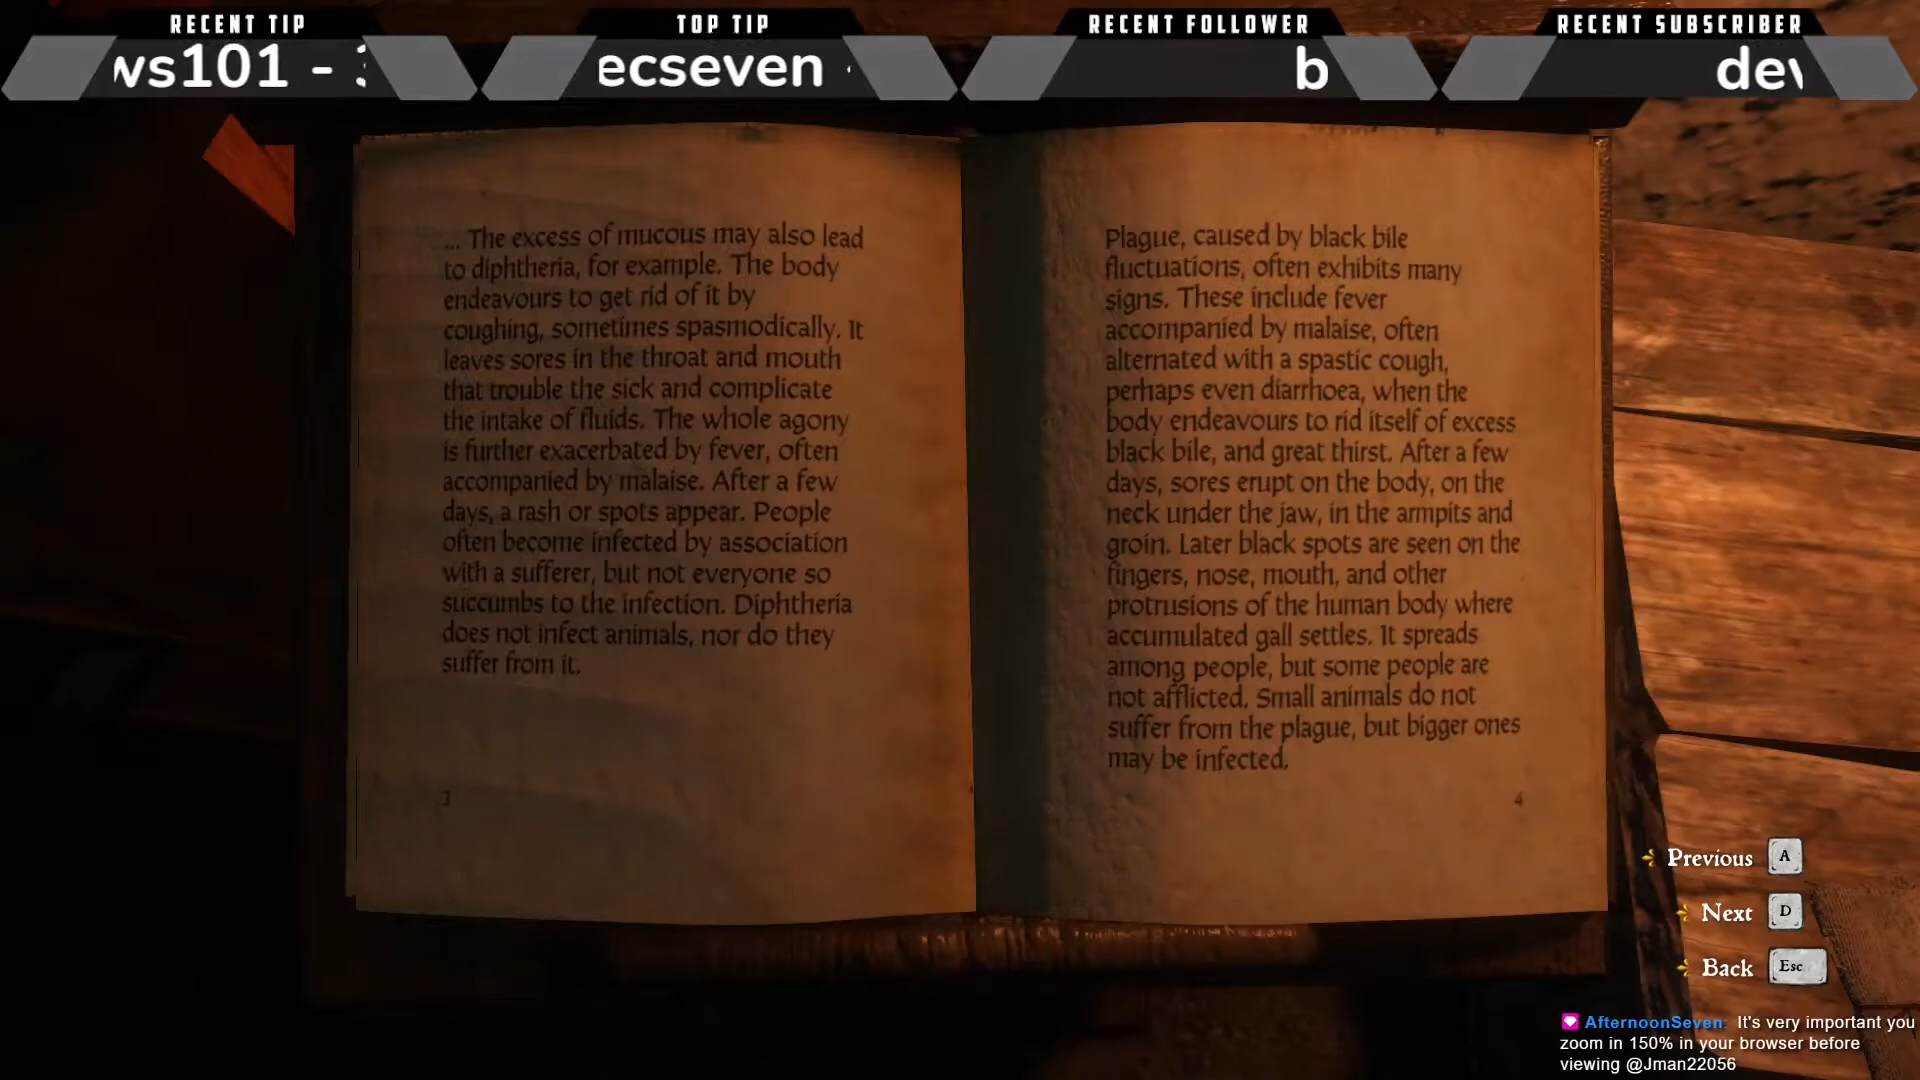 RECENT TIP
TOP TIP
RECENT FOLLOWER
RECENT SUBSCRIBER
ws101 -
ecseven
b
dev
... The excess of mucous may also lead
to diphtheria, for example. The body
endeavours to get rid of it by
coughing, sometimes spasmodically. It
leaves sores in the throat and mouth
that trouble the sick and complicate
the intake of fluids. The whole agony
is further exacerbated by fever, often
accompanied by malaise. After a few
days, a rash or spots appear. People
often become infected by association
with a sufferer, but not everyone so
succumbs to the infection. Diphtheria
does not infect animals, nor do they
suffer from it.
3
Plague, caused by black bile
fluctuations, often exhibits many
signs. These include fever
accompanied by malaise, often
alternated with a spastic cough,
perhaps even diarrhoea, when the
body endeavours to rid itself of excess
black bile, and great thirst. After a few
days, sores erupt on the body, on the
neck under the jaw, in the armpits and
groin. Later black spots are seen on the
fingers, nose, mouth, and other
protrusions of the human body where
accumulated gall settles. It spreads
among people, but some people are
not afflicted. Small animals do not
suffer from the plague, but bigger ones
may be infected.
4
Previous A
Next D
Back Esc
AfternoonSeven: It's very important you
zoom in 150% in your browser before
viewing @Jman22056